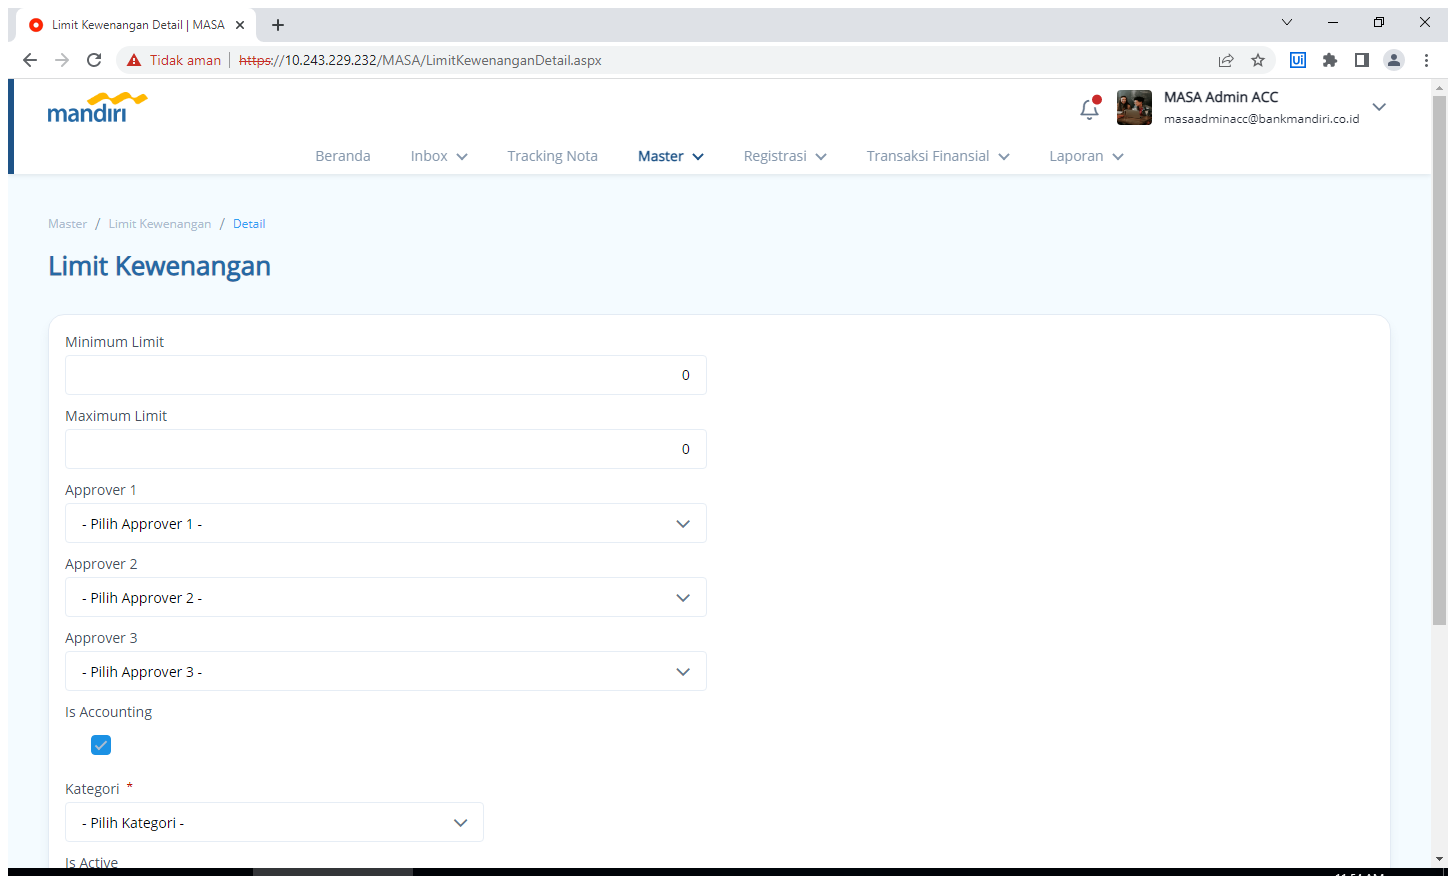 Limit Kewenangan Detail | MASA
Tidak aman | https://10.243.229.232/MASA/LimitKewenanganDetail.aspx
Ui
mandiri
MASA Admin ACC
masaadminacc@bankmandiri.co.id
Beranda Inbox Tracking Nota Master Registrasi Transaksi Finansial Laporan
Master / Limit Kewenangan / Detail
Limit Kewenangan
Minimum Limit
0
Maximum Limit
0
Approver 1
- Pilih Approver 1 -
Approver 2
- Pilih Approver 2 -
Approver 3
- Pilih Approver 3 -
Is Accounting
Kategori *
- Pilih Kategori -
Is Active